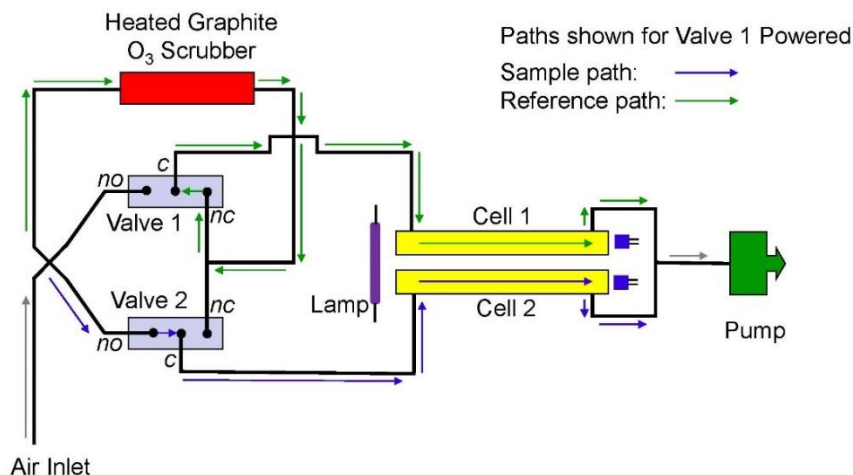 Heated Graphite
O₃ Scrubber
Paths shown for Valve 1 Powered
Sample path:
Reference path:
c
no
Valve 1
nc
Cell 1
Valve 2
nc
Lamp
Cell 2
no
c
Pump
Air Inlet